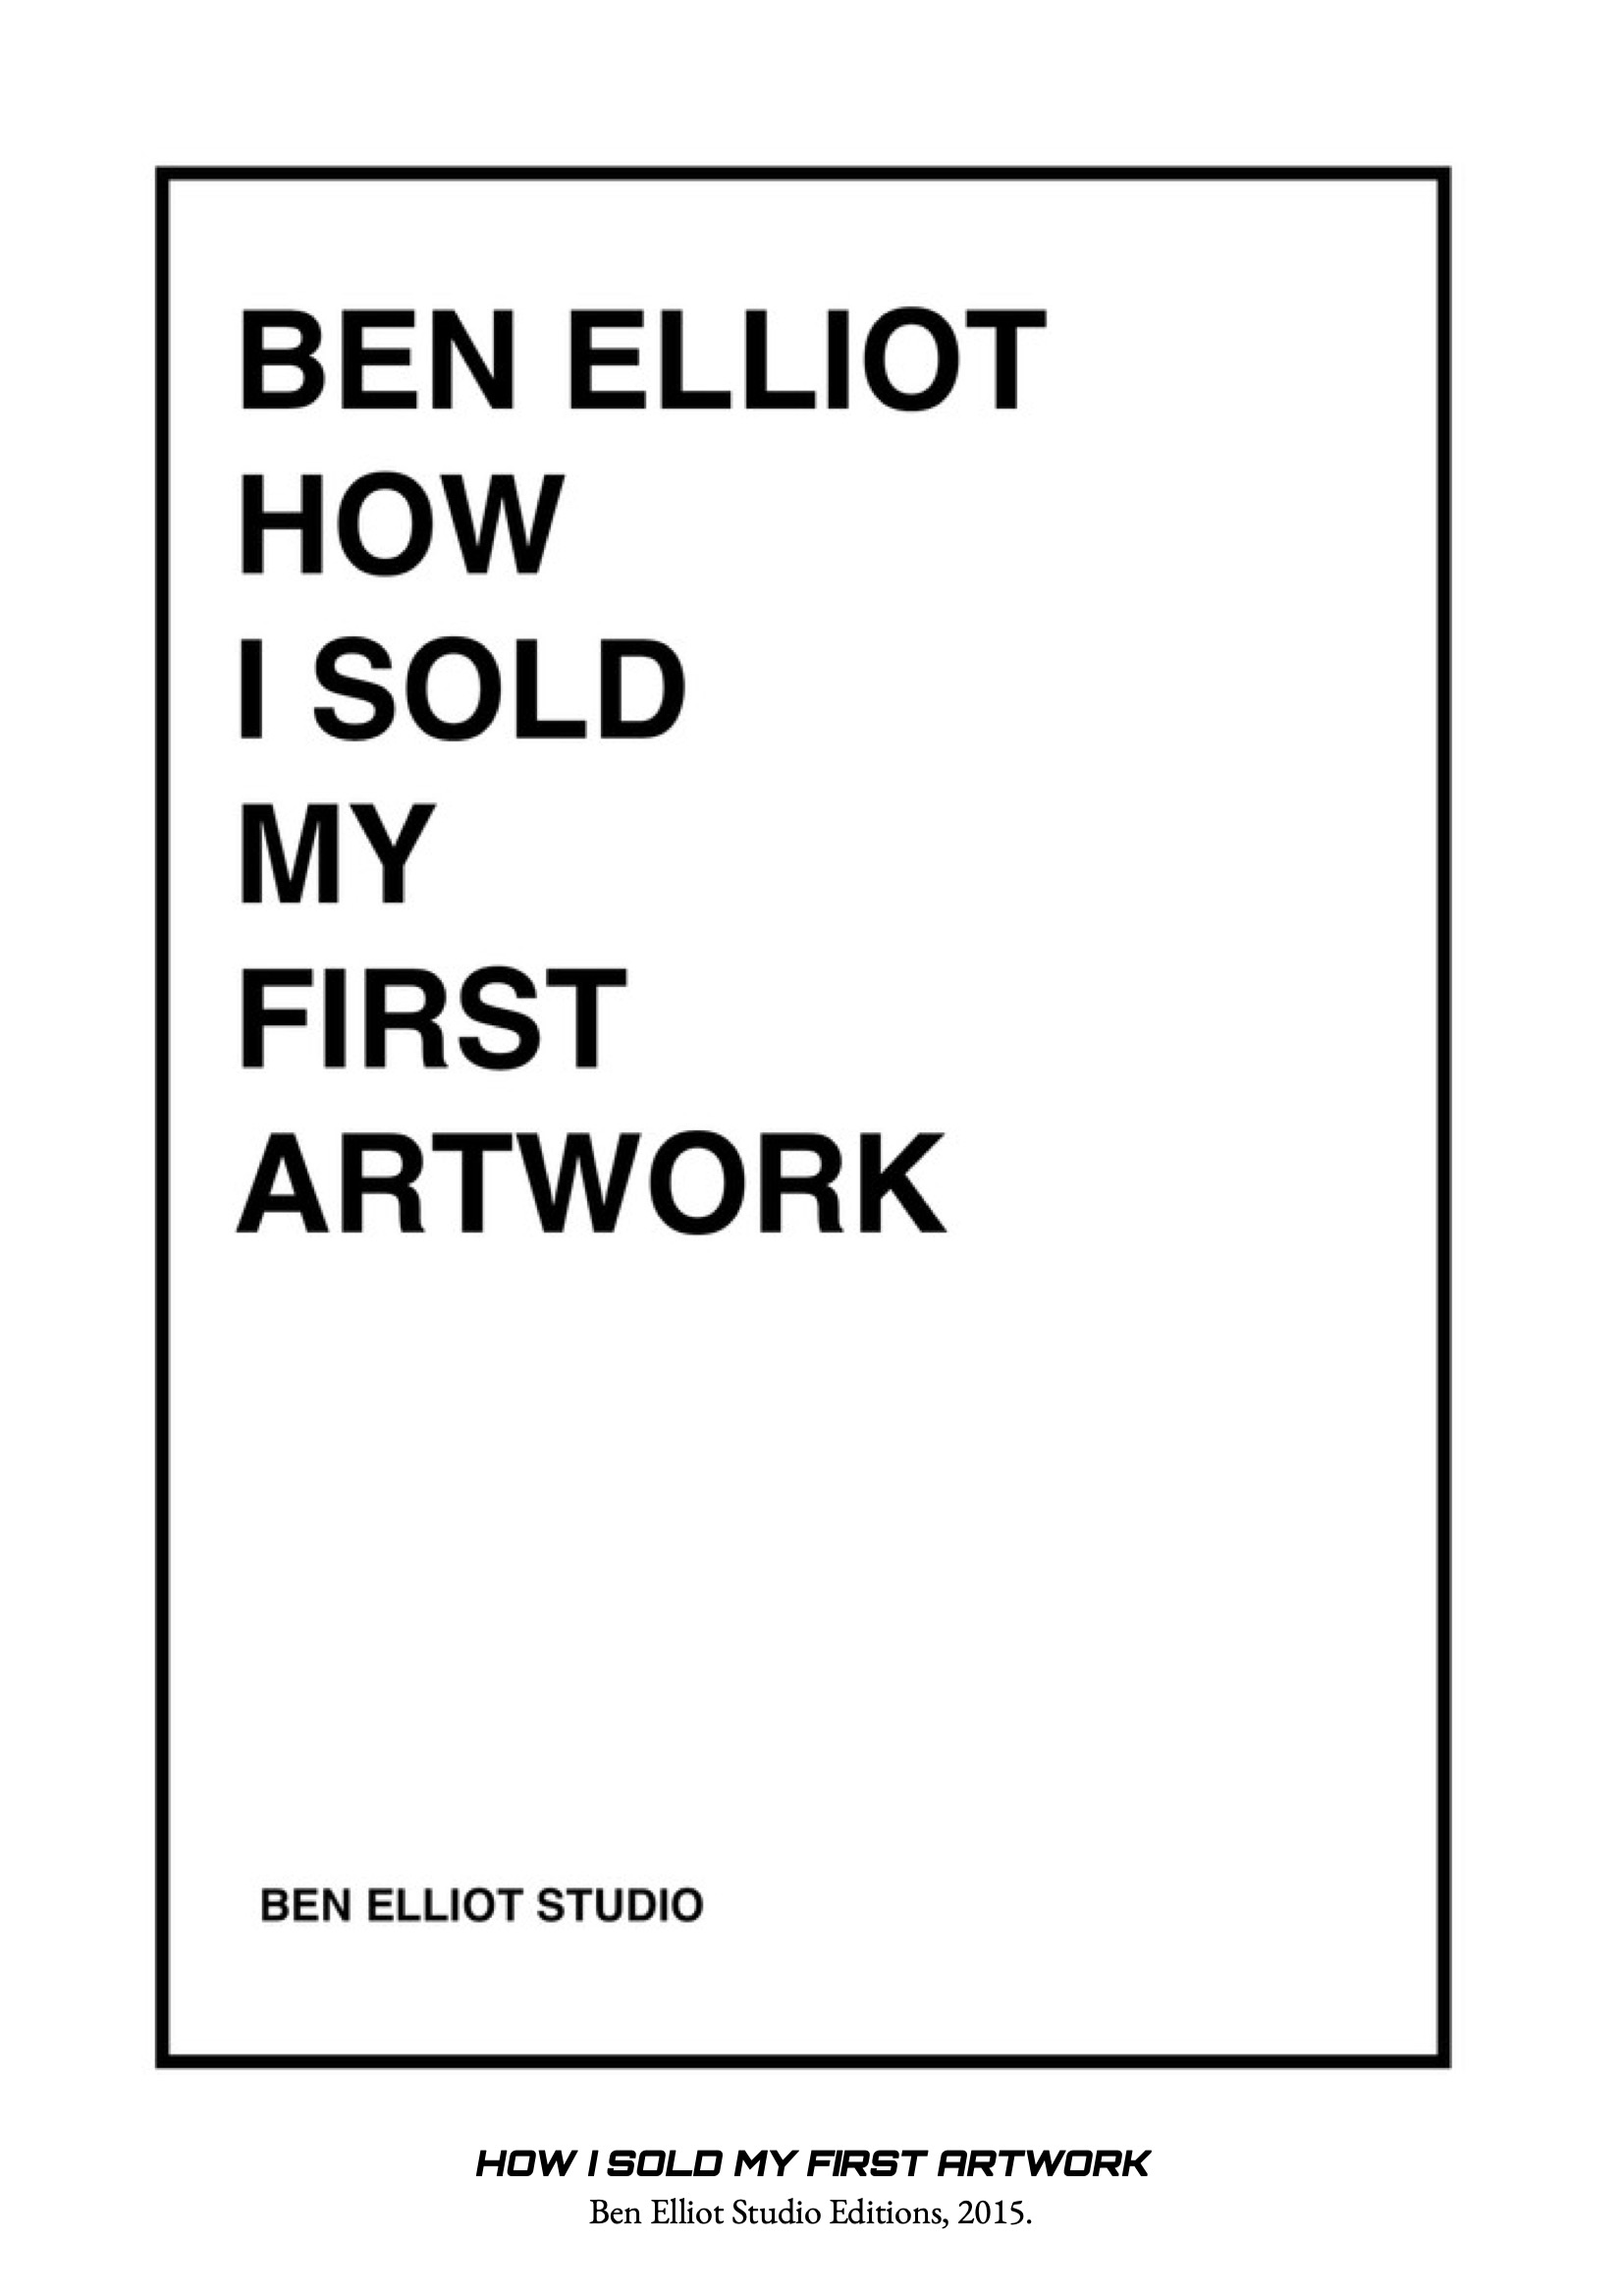 BEN ELLIOT
HOW
I SOLD
MY
FIRST
ARTWORK
BEN ELLIOT STUDIO
HOW I SOLD MY FIRST ARTWORK
Ben Elliot Studio Editions, 2015.